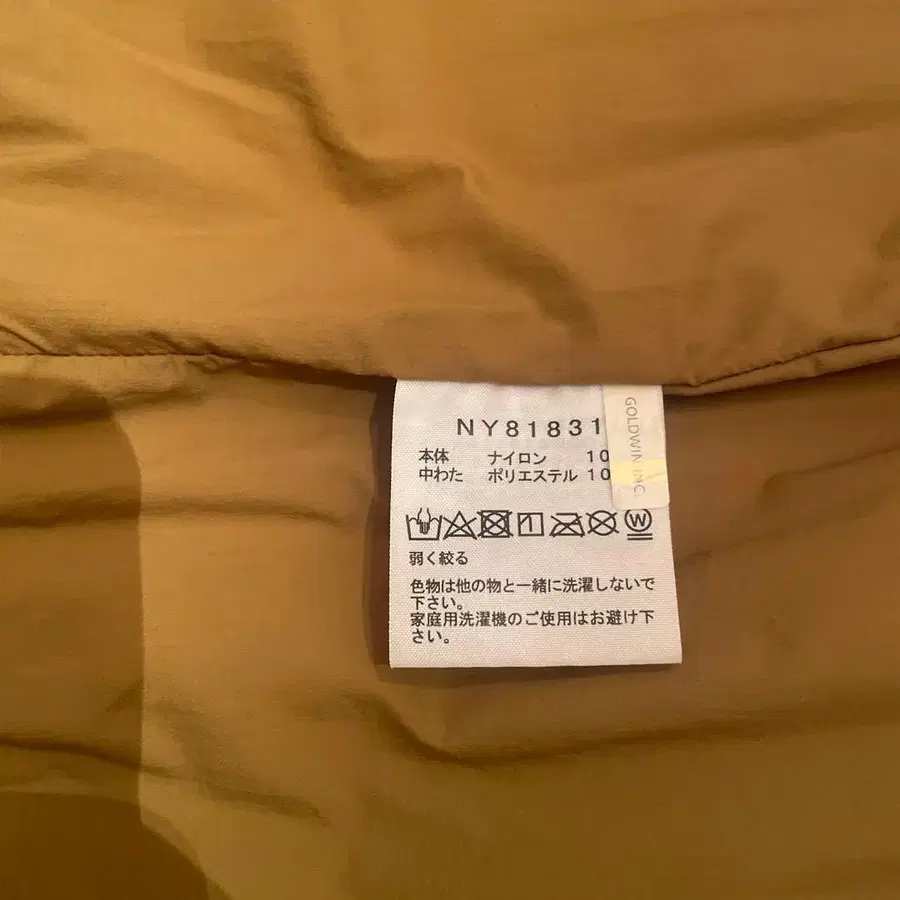 NY81831
本体 ナイロン 10
中わた ポリエステル 10
GOLDWIN INC.
W
弱く絞る
色物は他の物と一緒に洗濯しないで
下さい。
家庭用洗濯機のご使用はお避け下
さい。